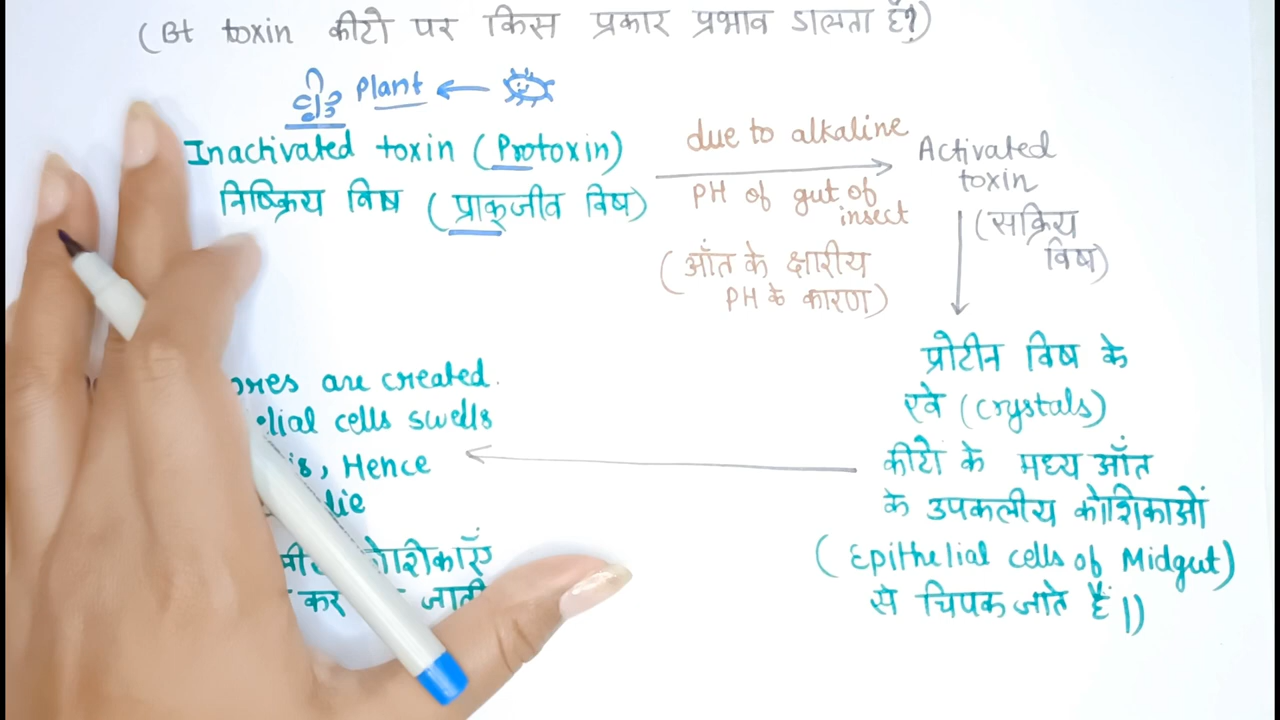 (Bt toxin कीटो पर किस प्रकार प्रभाव डालता है?)
Plant
Inactivated toxin (Protoxin)
निष्क्रिय विष (प्राक्जीव विष)
due to alkaline
PH of gut of
insect
(आँत के क्षारीय
PH के कारण)
Activated
toxin
(सक्रिय
विष)
प्रोटीन विष के
रवे (Crystals)
कीटो के मध्य आँत
के उपकलीय कोशिकाओं
(Epithelial cells of Midgut)
से चिपक जाते हैं।)
are created.
cells swells
Hence
कोशिकाएँ
कर जाती